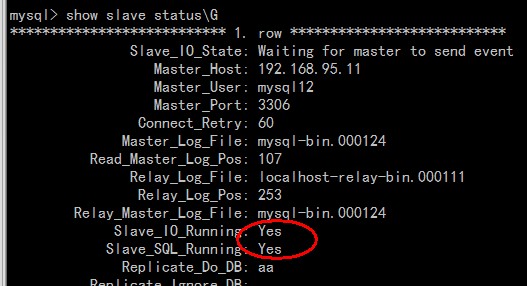 mysql> show slave status\G
*************************** 1. row ***************************
Slave_IO_State: Waiting for master to send event
Master_Host: 192.168.95.11
Master_User: mysql12
Master_Port: 3306
Connect_Retry: 60
Master_Log_File: mysql-bin.000124
Read_Master_Log_Pos: 107
Relay_Log_File: localhost-relay-bin.000111
Relay_Log_Pos: 253
Relay_Master_Log_File: mysql-bin.000124
Slave_IO_Running: Yes
Slave_SQL_Running: Yes
Replicate_Do_DB: aa
Replicate_Ignore_DB: